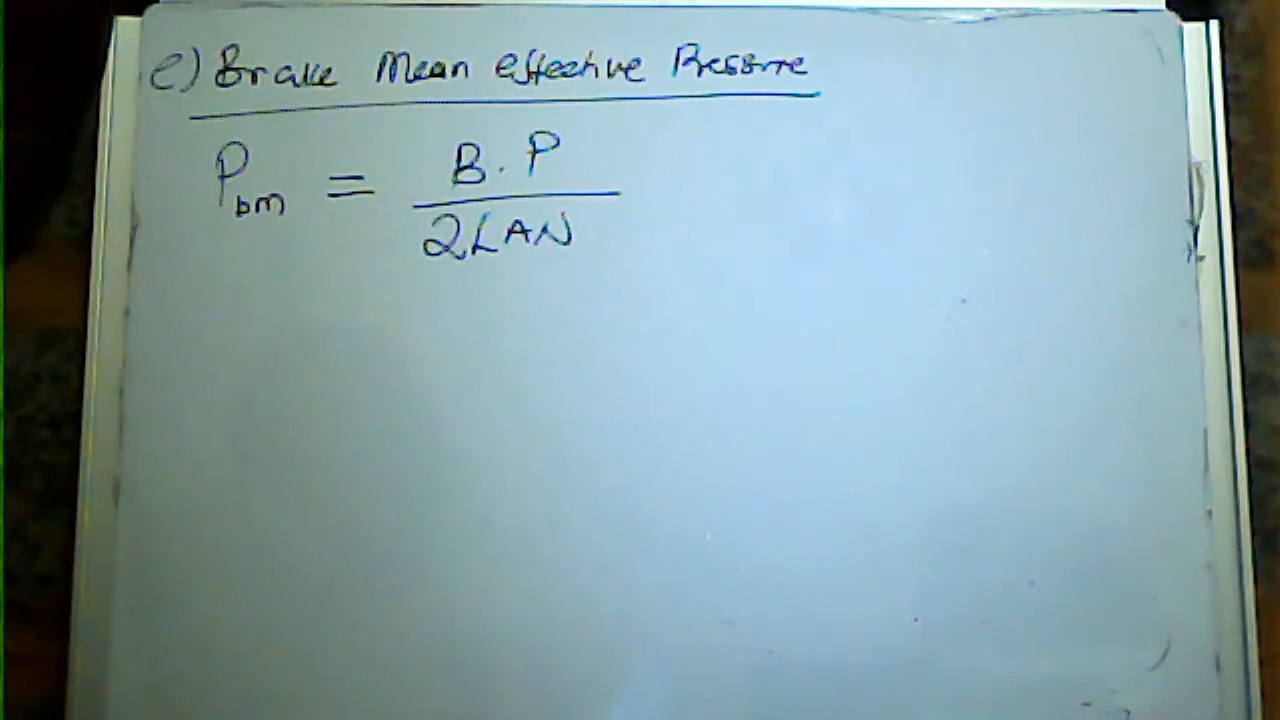 e) Brake Mean effective Pressure
Pbm = B.P / 2LAN